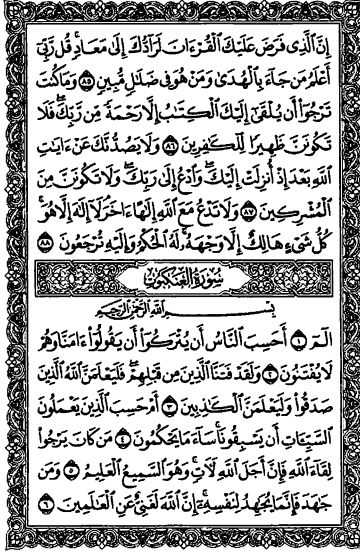 إِنَّ ٱلَّذِى فَرَضَ عَلَيْكَ ٱلْقُرْءَانَ لَرَآدُّكَ إِلَىٰ مَعَادٍ ۚ قُل رَّبِّىٓ
أَعْلَمُ مَن جَآءَ بِٱلْهُدَىٰ وَمَنْ هُوَ فِى ضَلَـٰلٍ مُّبِينٍ ٨٥ وَمَا كُنتَ
تَرْجُوٓا۟ أَن يُلْقَىٰٓ إِلَيْكَ ٱلْكِتَـٰبُ إِلَّا رَحْمَةً مِّن رَّبِّكَ ۖ فَلَا
تَكُونَنَّ ظَهِيرًا لِّلْكَـٰفِرِينَ ٨٦ وَلَا يَصُدُّنَّكَ عَنْ ءَايَـٰتِ
ٱللَّهِ بَعْدَ إِذْ أُنزِلَتْ إِلَيْكَ ۖ وَٱدْعُ إِلَىٰ رَبِّكَ ۖ وَلَا تَكُونَنَّ مِنَ
ٱلْمُشْرِكِينَ ٨٧ وَلَا تَدْعُ مَعَ ٱللَّهِ إِلَـٰهًا ءَاخَرَ ۘ لَآ إِلَـٰهَ إِلَّا هُوَ ۚ
كُلُّ شَىْءٍ هَالِكٌ إِلَّا وَجْهَهُۥ ۚ لَهُ ٱلْحُكْمُ وَإِلَيْهِ تُرْجَعُونَ ٨٨
سُورَةُ العَنكَبُوتِ
بِسْمِ ٱللَّهِ ٱلرَّحْمَـٰنِ ٱلرَّحِيمِ
الٓمٓ ١ أَحَسِبَ ٱلنَّاسُ أَن يُتْرَكُوٓا۟ أَن يَقُولُوٓا۟ ءَامَنَّا وَهُمْ
لَا يُفْتَنُونَ ٢ وَلَقَدْ فَتَنَّا ٱلَّذِينَ مِن قَبْلِهِمْ ۖ فَلَيَعْلَمَنَّ ٱللَّهُ ٱلَّذِينَ
صَدَقُوا۟ وَلَيَعْلَمَنَّ ٱلْكَـٰذِبِينَ ٣ أَمْ حَسِبَ ٱلَّذِينَ يَعْمَلُونَ
ٱلسَّيِّـَٔاتِ أَن يَسْبِقُونَا ۚ سَآءَ مَا يَحْكُمُونَ ٤ مَن كَانَ يَرْجُوا۟
لِقَآءَ ٱللَّهِ فَإِنَّ أَجَلَ ٱللَّهِ لَـَٔاتٍ ۚ وَهُوَ ٱلسَّمِيعُ ٱلْعَلِيمُ ٥ وَمَن
جَـٰهَدَ فَإِنَّمَا يُجَـٰهِدُ لِنَفْسِهِۦٓ ۚ إِنَّ ٱللَّهَ لَغَنِىٌّ عَنِ ٱلْعَـٰلَمِينَ ٦